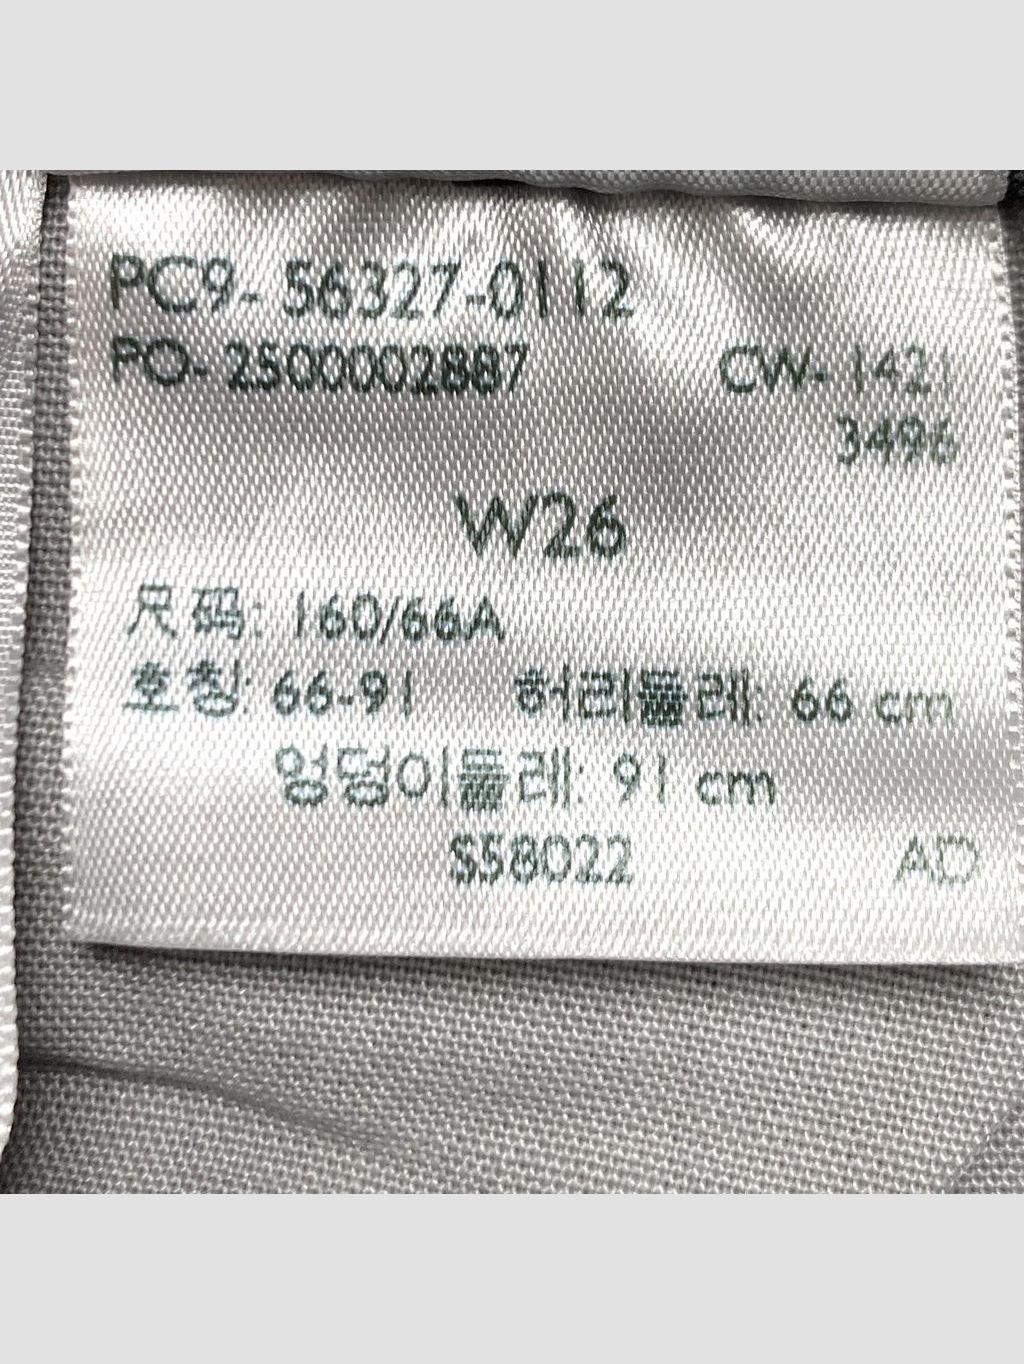 PC9-56327-0112
PO-2500002887 CW-1421
3496
W26
尺码: 160/66A
호칭: 66-91 허리둘레: 66 cm
엉덩이둘레: 91 cm
S58022 AD